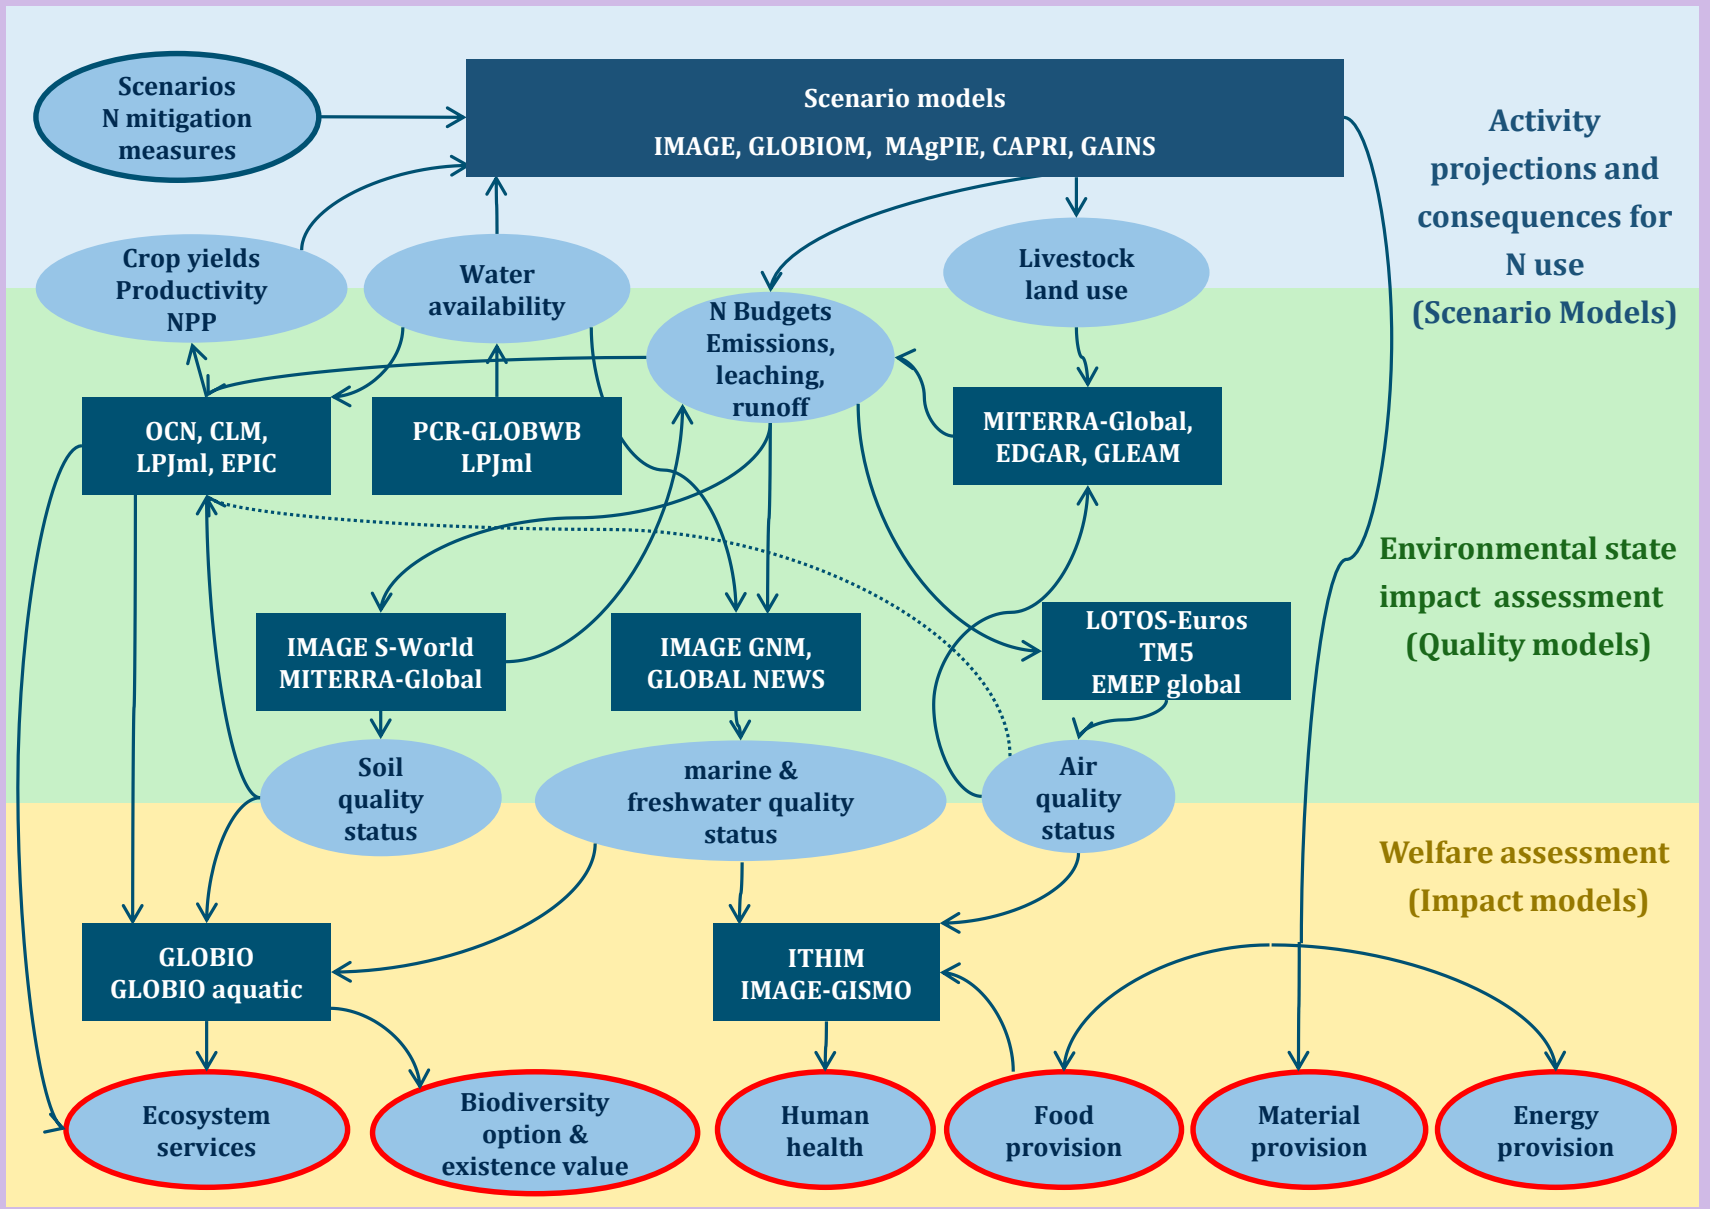 Scenarios
N mitigation
measures
Scenario models
IMAGE, GLOBIOM, MAgPIE, CAPRI, GAINS
Activity
projections and
consequences for
N use
(Scenario Models)
Crop yields
Productivity
NPP
Water
availability
N Budgets
Emissions,
leaching,
runoff
Livestock
land use
OCN, CLM,
LPJml, EPIC
PCR-GLOBWB
LPJml
MITERRA-Global,
EDGAR, GLEAM
Environmental state
impact assessment
(Quality models)
IMAGE S-World
MITERRA-Global
IMAGE GNM,
GLOBAL NEWS
LOTOS-Euros
TM5
EMEP global
Soil
quality
status
marine &
freshwater quality
status
Air
quality
status
Welfare assessment
(Impact models)
GLOBIO
GLOBIO aquatic
ITHIM
IMAGE-GISMO
Ecosystem
services
Biodiversity
option &
existence value
Human
health
Food
provision
Material
provision
Energy
provision